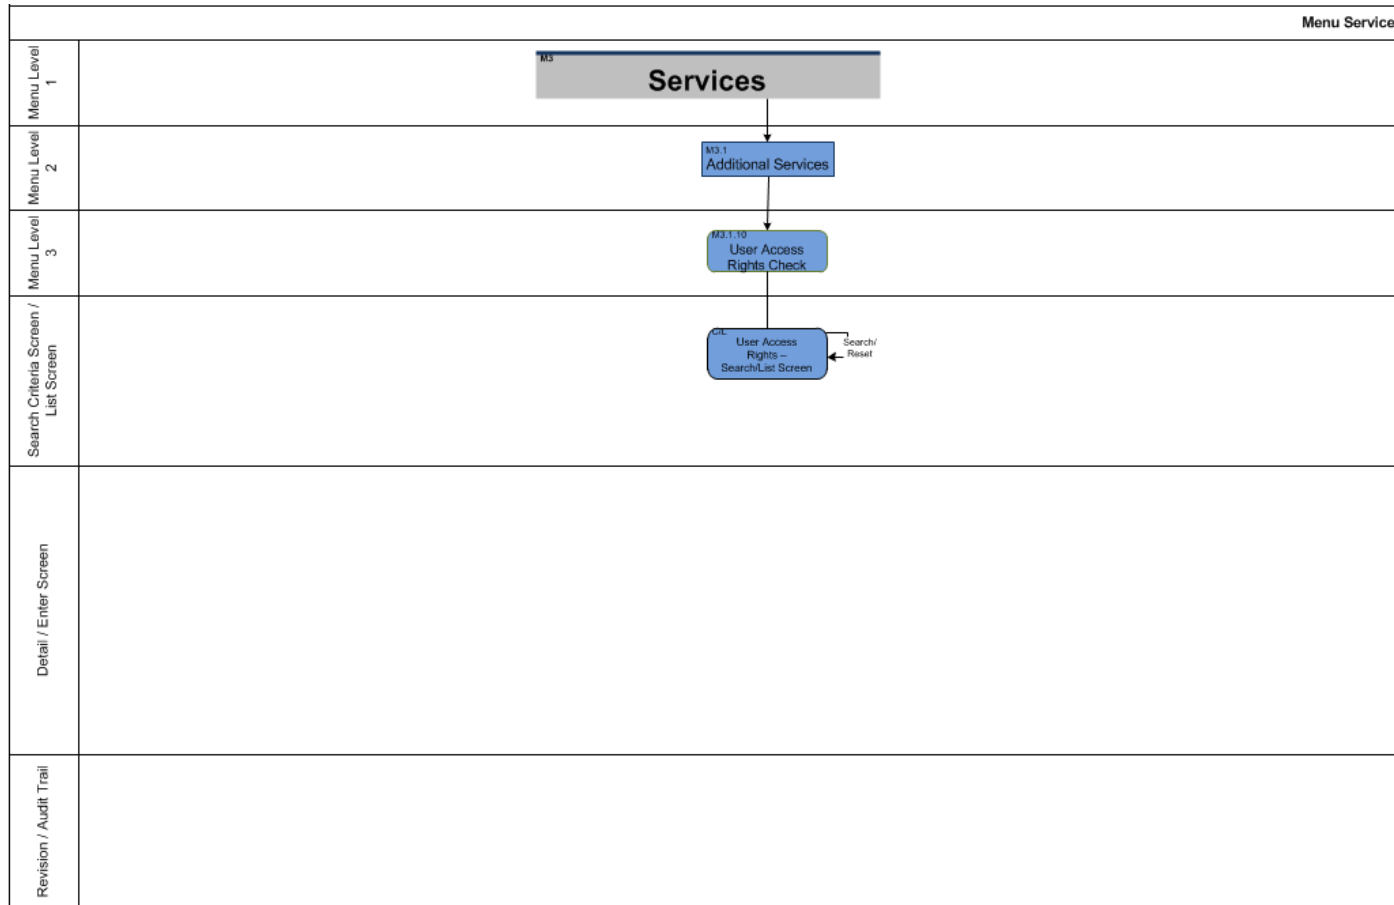 Menu Service
Menu Level
1
M3
Services
Menu Level
2
M3.1
Additional Services
Menu Level
3
M3.1.10
User Access
Rights Check
Search Criteria Screen /
List Screen
C/L
User Access
Rights –
Search/List Screen
Search/
Reset
Detail / Enter Screen
Revision / Audit Trail